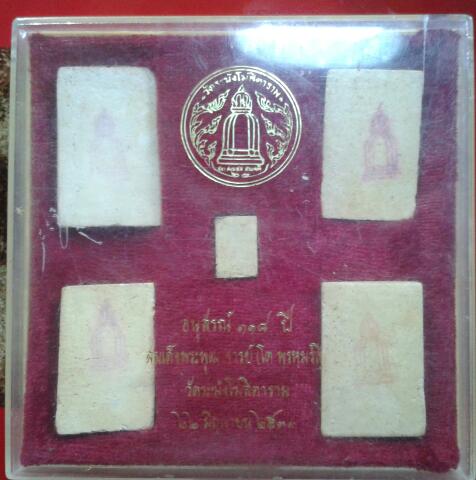 วัดระฆังโฆสิตาราม
อนุสรณ์ ๑๑๘ ปี
สมเด็จพระพุฒาจารย์ (โต พรหมรังสี
วัดระฆังโฆสิตาราม
๒๒ มิถุนายน ๒๕๓๓